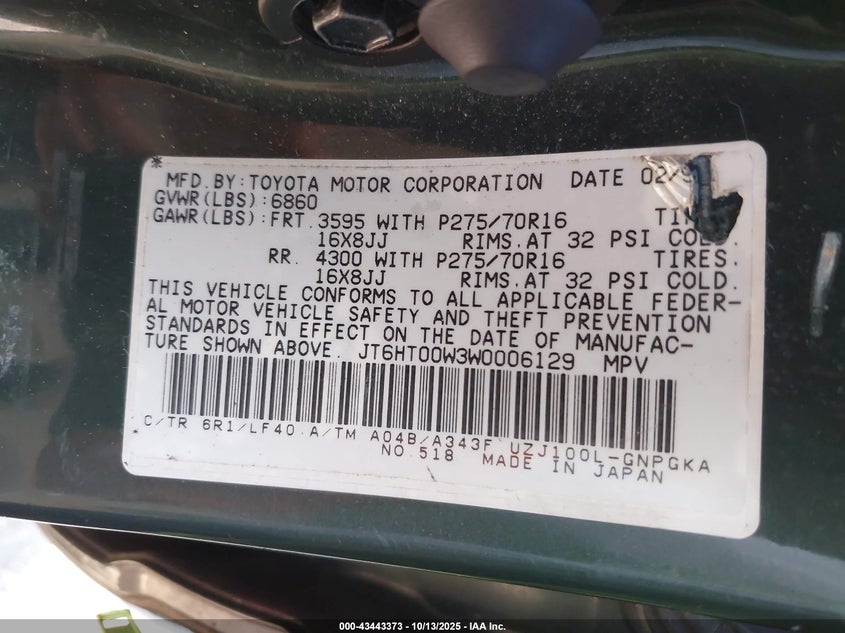 *
MFD.BY:TOYOTA MOTOR CORPORATION DATE 02/9
GVWR(LBS):6860
GAWR(LBS):FRT. 3595 WITH P275/70R16
16X8JJ RIMS.AT 32 PSI COLD.
RR. 4300 WITH P275/70R16 TIRES.
16X8JJ RIMS.AT 32 PSI COLD.
THIS VEHICLE CONFORMS TO ALL APPLICABLE FEDER-
AL MOTOR VEHICLE SAFETY AND THEFT PREVENTION
STANDARDS IN EFFECT ON THE DATE OF MANUFAC-
TURE SHOWN ABOVE. JT6HT00W3W0006129 MPV
C/TR 6R1/LF40 A/TM A04B/A343F UZJ100L-GNPGKA
NO.518 MADE IN JAPAN
000-43443373 - 10/13/2025 - IAA Inc.